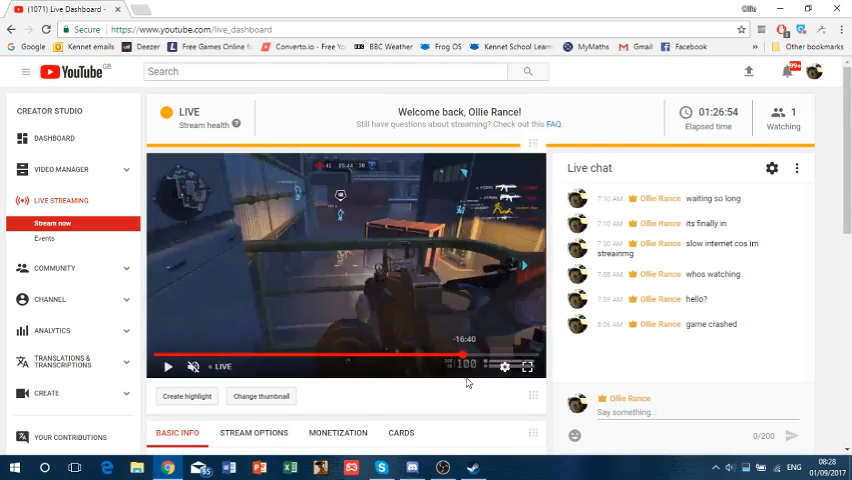 (1071) Live Dashboard -
Ollie
Secure
https://www.youtube.com/live_dashboard
Google
Kennet emails
Deezer
Free Games Online f
Converto.io - Free Yo
BBC Weather
Frog OS
Kennet School Learn
MyMaths
Gmail
Facebook
Other bookmarks
YouTube GB
Search
99+
CREATOR STUDIO
DASHBOARD
VIDEO MANAGER
LIVE STREAMING
Stream now
Events
COMMUNITY
CHANNEL
ANALYTICS
TRANSLATIONS &
TRANSCRIPTIONS
CREATE
YOUR CONTRIBUTIONS
LIVE
Stream health
Welcome back, Ollie Rance!
Still have questions about streaming? Check out this FAQ.
01:26:54
Elapsed time
1
Watching
-16:40
100
LIVE
Create highlight
Change thumbnail
BASIC INFO
STREAM OPTIONS
MONETIZATION
CARDS
Live chat
7:10 AM Ollie Rance waiting so long
7:10 AM Ollie Rance its finally in
7:30 AM Ollie Rance slow internet cos im
streainmg
7:58 AM Ollie Rance whos watching
7:59 AM Ollie Rance hello?
8:06 AM Ollie Rance game crashed
Ollie Rance
Say something...
0/200
ENG
08:28
01/09/2017